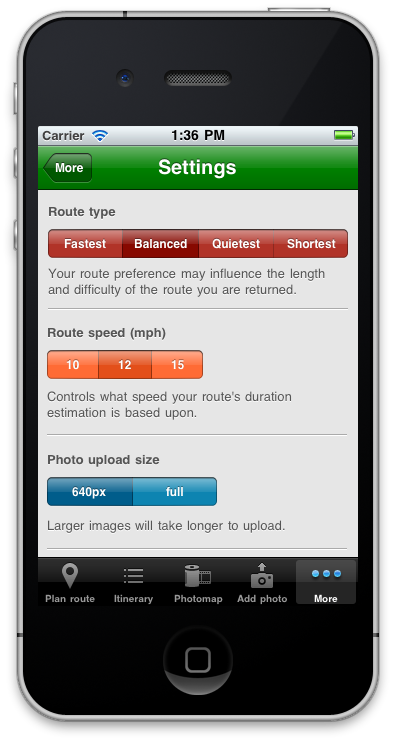 Carrier 1:36 PM
More Settings
Route type
Fastest Balanced Quietest Shortest
Your route preference may influence the length
and difficulty of the route you are returned.
Route speed (mph)
10 12 15
Controls what speed your route's duration
estimation is based upon.
Photo upload size
640px full
Larger images will take longer to upload.
Plan route Itinerary Photomap Add photo More